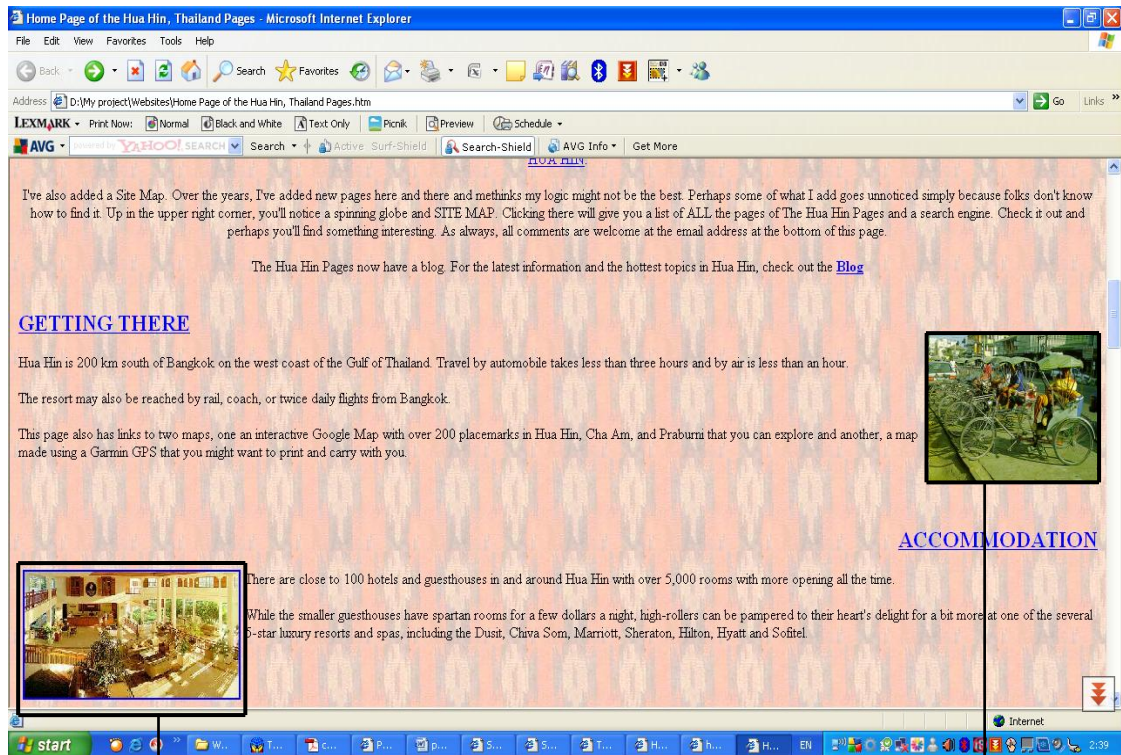 Home Page of the Hua Hin, Thailand Pages - Microsoft Internet Explorer
File Edit View Favorites Tools Help
Back Search Favorites
Address D:\My project\Websites\Home Page of the Hua Hin, Thailand Pages.htm Go Links »
LEXMARK Print Now: Normal Black and White Text Only Picnik Preview Schedule
AVG powered by YAHOO! SEARCH Search Active Surf-Shield Search-Shield AVG Info Get More
HUA HIN.
I've also added a Site Map. Over the years, I've added new pages here and there and methinks my logic might not be the best. Perhaps some of what I add goes unnoticed simply because folks don't know
how to find it. Up in the upper right corner, you'll notice a spinning globe and SITE MAP. Clicking there will give you a list of ALL the pages of The Hua Hin Pages and a search engine. Check it out and
perhaps you'll find something interesting. As always, all comments are welcome at the email address at the bottom of this page.
The Hua Hin Pages now have a blog. For the latest information and the hottest topics in Hua Hin, check out the Blog
GETTING THERE
Hua Hin is 200 km south of Bangkok on the west coast of the Gulf of Thailand. Travel by automobile takes less than three hours and by air is less than an hour.
The resort may also be reached by rail, coach, or twice daily flights from Bangkok.
This page also has links to two maps, one an interactive Google Map with over 200 placemarks in Hua Hin, Cha Am, and Praburni that you can explore and another, a map
made using a Garmin GPS that you might want to print and carry with you.
ACCOMMODATION
There are close to 100 hotels and guesthouses in and around Hua Hin with over 5,000 rooms with more opening all the time.
While the smaller guesthouses have spartan rooms for a few dollars a night, high-rollers can be pampered to their heart's delight for a bit more at one of the several
5-star luxury resorts and spas, including the Dusit, Chiva Som, Marriott, Sheraton, Hilton, Hyatt and Sofitel.
Internet
start » W... T... c... P... p... S... S... T... H... h... H... EN 2:39